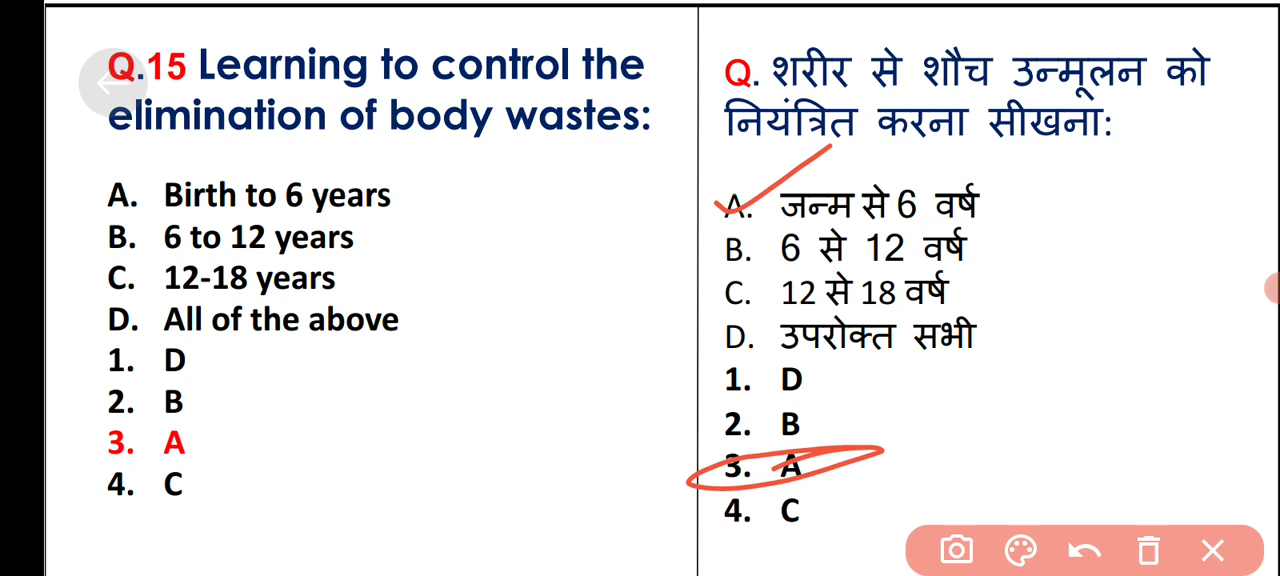 Q.15 Learning to control the
elimination of body wastes:
A. Birth to 6 years
B. 6 to 12 years
C. 12-18 years
D. All of the above
1. D
2. B
3. A
4. C
Q. शरीर से शौच उन्मूलन को
नियंत्रित करना सीखना:
A. जन्म से 6 वर्ष
B. 6 से 12 वर्ष
C. 12 से 18 वर्ष
D. उपरोक्त सभी
1. D
2. B
3. A
4. C